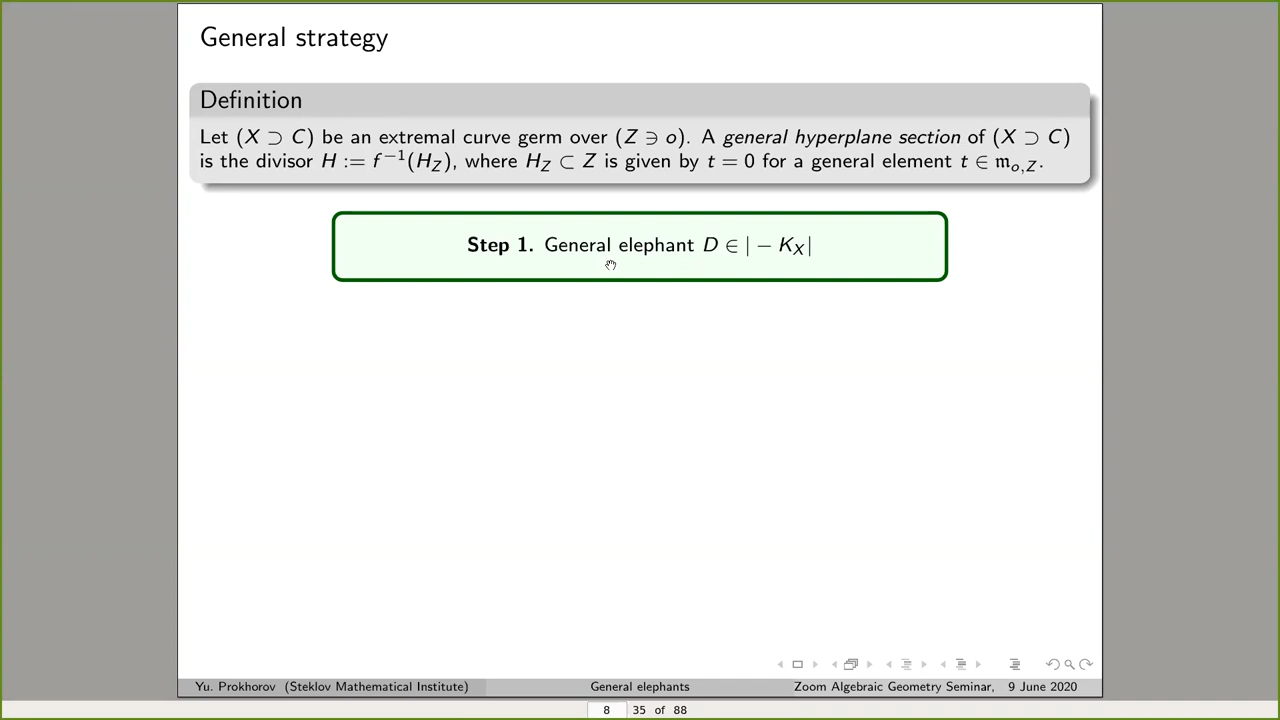 General strategy
Definition
Let (X ⊃ C) be an extremal curve germ over (Z ∋ o). A general hyperplane section of (X ⊃ C)
is the divisor H := f⁻¹(H_Z), where H_Z ⊂ Z is given by t = 0 for a general element t ∈ 𝔪_{o,Z}.
Step 1. General elephant D ∈ | − K_X|
Yu. Prokhorov (Steklov Mathematical Institute) General elephants Zoom Algebraic Geometry Seminar, 9 June 2020
8 35 of 88